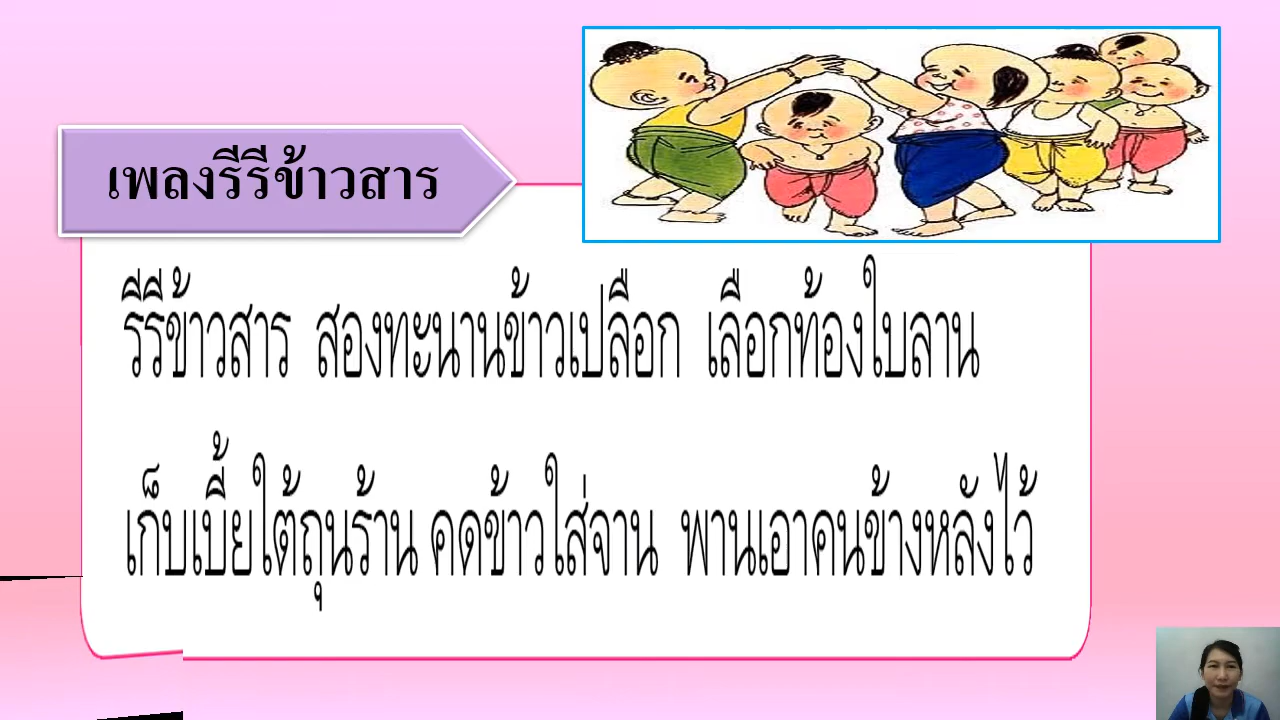 เพลงรีรีข้าวสาร
รีรีข้าวสาร สองทะนานข้าวเปลือก เลือกท้องใบลาน
เก็บเบี้ยใต้ถุนร้าน คดข้าวใส่จาน พานเอาคนข้างหลังไว้